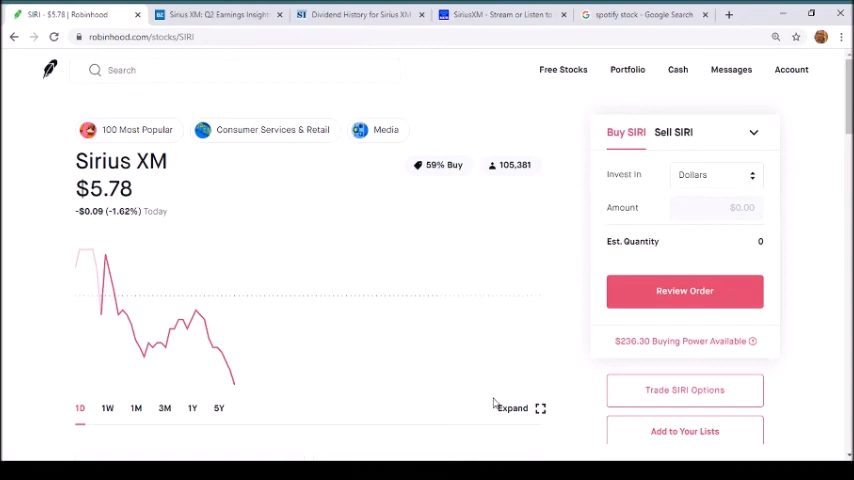 SIRI - $5.78 | Robinhood
Sirius XM: Q2 Earnings Insight
Dividend History for Sirius XM
SiriusXM - Stream or Listen to
spotify stock - Google Search
robinhood.com/stocks/SIRI
Search
Free Stocks
Portfolio
Cash
Messages
Account
100 Most Popular
Consumer Services & Retail
Media
Sirius XM
$5.78
-$0.09 (-1.62%) Today
59% Buy
105,381
1D
1W
1M
3M
1Y
5Y
Expand
Buy SIRI
Sell SIRI
Invest In
Dollars
Amount
$0.00
Est. Quantity
0
Review Order
$236.30 Buying Power Available
Trade SIRI Options
Add to Your Lists